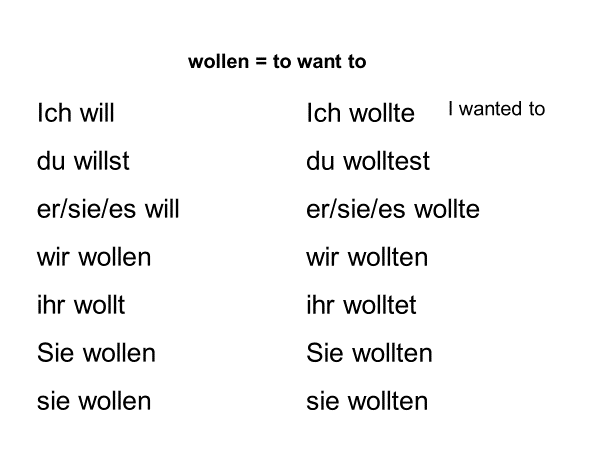 wollen = to want to
Ich will Ich wollte I wanted to
du willst du wolltest
er/sie/es will er/sie/es wollte
wir wollen wir wollten
ihr wollt ihr wolltet
Sie wollen Sie wollten
sie wollen sie wollten